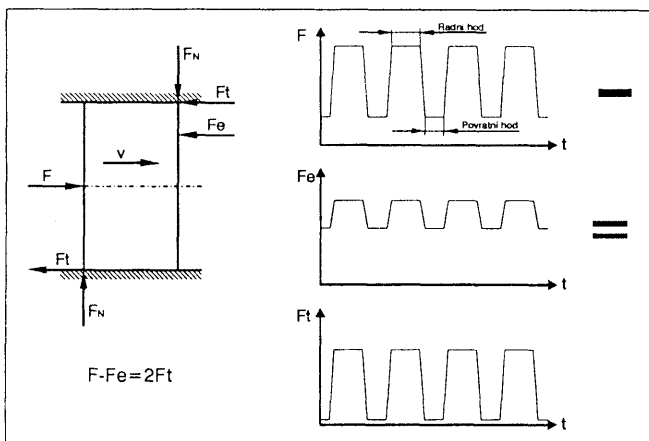 FN
Ft
Fe
v
F
Ft
FN
F-Fe=2Ft
F
Radni hod
Povratni hod
t
Fe
t
Ft
t